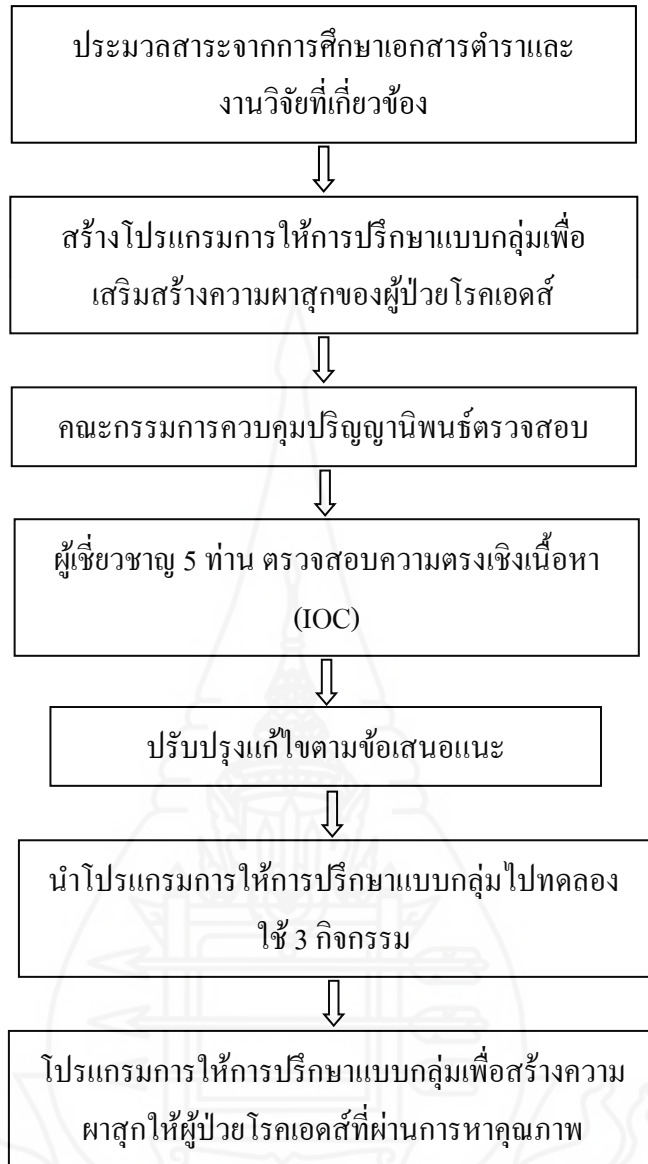 ประมวลสาระจากการศึกษาเอกสารตำราและ
งานวิจัยที่เกี่ยวข้อง
สร้างโปรแกรมการให้การปรึกษาแบบกลุ่มเพื่อ
เสริมสร้างความผาสุกของผู้ป่วยโรคเอดส์
คณะกรรมการควบคุมปริญญานิพนธ์ตรวจสอบ
ผู้เชี่ยวชาญ 5 ท่าน ตรวจสอบความตรงเชิงเนื้อหา
(IOC)
ปรับปรุงแก้ไขตามข้อเสนอแนะ
นำโปรแกรมการให้การปรึกษาแบบกลุ่มไปทดลอง
ใช้ 3 กิจกรรม
โปรแกรมการให้การปรึกษาแบบกลุ่มเพื่อสร้างความ
ผาสุกให้ผู้ป่วยโรคเอดส์ที่ผ่านการหาคุณภาพ